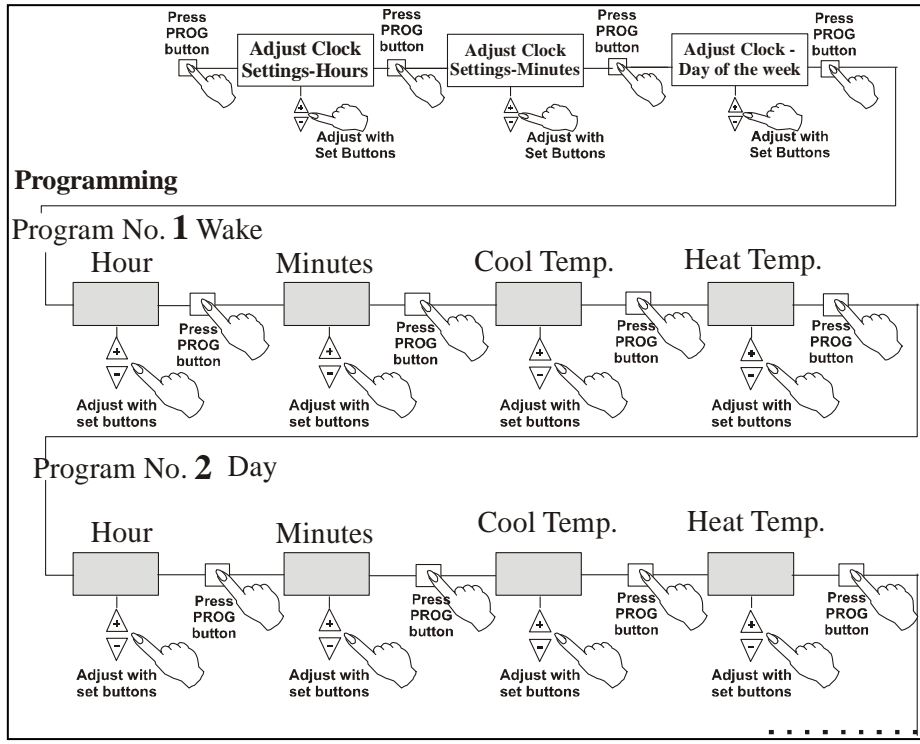 Press
PROG
button
Adjust Clock
Settings-Hours
Press
PROG
button
Adjust Clock
Settings-Minutes
Press
PROG
button
Adjust Clock -
Day of the week
Press
PROG
button
+
-
Adjust with
Set Buttons
+
-
Adjust with
Set Buttons
+
-
Adjust with
Set Buttons
Programming
Program No. 1 Wake
Hour
Minutes
Cool Temp.
Heat Temp.
Press
PROG
button
Press
PROG
button
Press
PROG
button
Press
PROG
button
+
-
Adjust with
set buttons
+
-
Adjust with
set buttons
+
-
Adjust with
set buttons
+
-
Adjust with
set buttons
Program No. 2 Day
Hour
Minutes
Cool Temp.
Heat Temp.
Press
PROG
button
Press
PROG
button
Press
PROG
button
Press
PROG
button
+
-
Adjust with
set buttons
+
-
Adjust with
set buttons
+
-
Adjust with
set buttons
+
-
Adjust with
set buttons
. . . . . . . . .